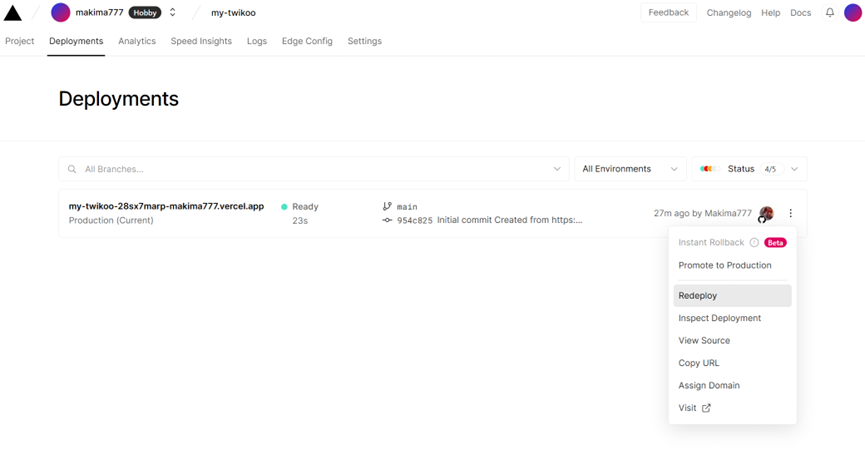 makima777 Hobby my-twikoo Feedback Changelog Help Docs
Project Deployments Analytics Speed Insights Logs Edge Config Settings
Deployments
All Branches... All Environments Status 4/5
my-twikoo-28sx7marp-makima777.vercel.app Ready main
Production (Current) 23s 954c825 Initial commit Created from https:...
27m ago by Makima777
Instant Rollback Beta
Promote to Production
Redeploy
Inspect Deployment
View Source
Copy URL
Assign Domain
Visit